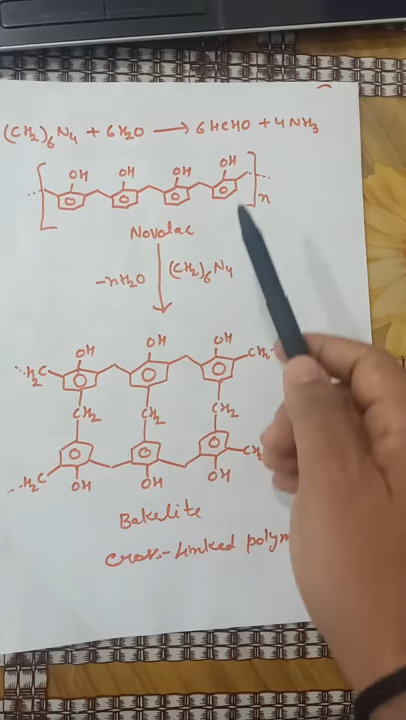 (CH₂)₆N₄ + 6H₂O → 6HCHO + 4NH₃
OH OH OH OH
n
Novolac
-nH₂O (CH₂)₆N₄
OH OH OH
...H₂C CH₂
CH₂ CH₂ CH₂
...H₂C CH₂
OH OH OH
Bakelite
Cross-Linked polym